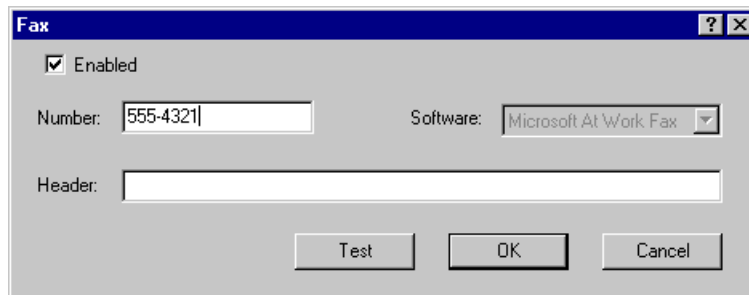 Fax
Enabled
Number: 555-4321 Software: Microsoft At Work Fax
Header:
Test OK Cancel